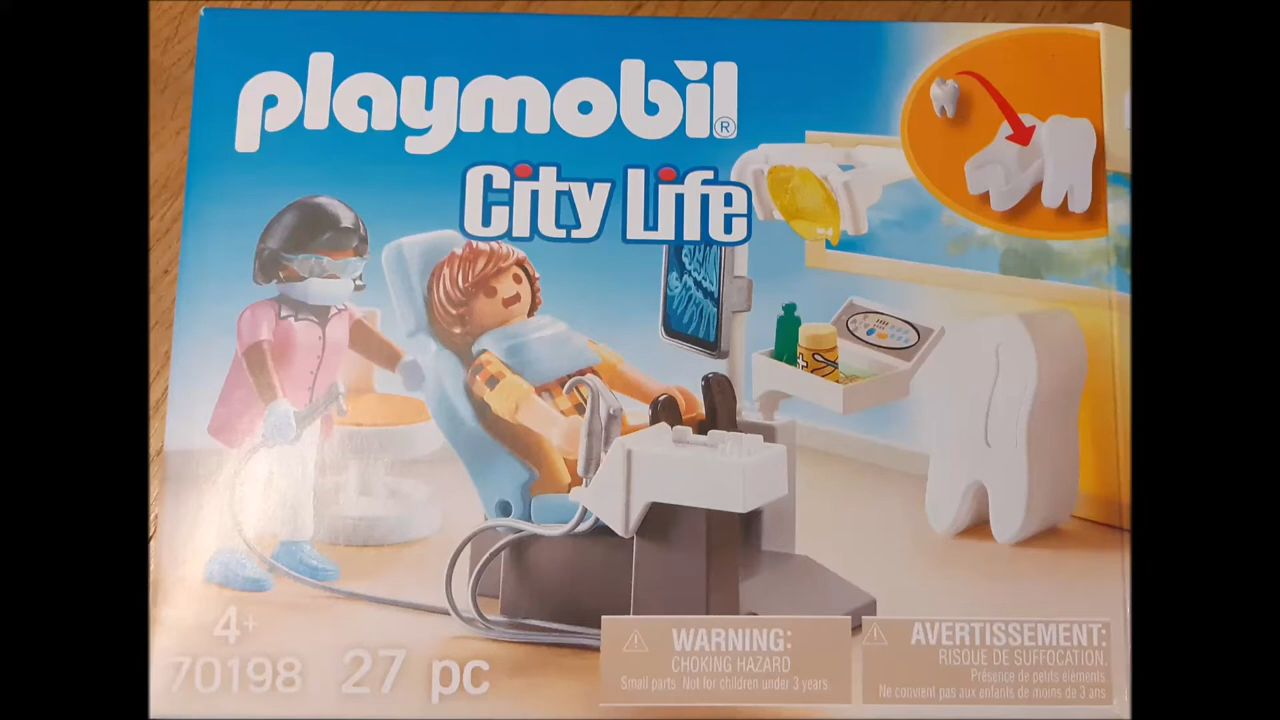 playmobil®
City Life
4+
70198 27 pc
WARNING:
CHOKING HAZARD
Small parts. Not for children under 3 years.
AVERTISSEMENT:
RISQUE DE SUFFOCATION.
Présence de petits éléments.
Ne convient pas aux enfants de moins de 3 ans